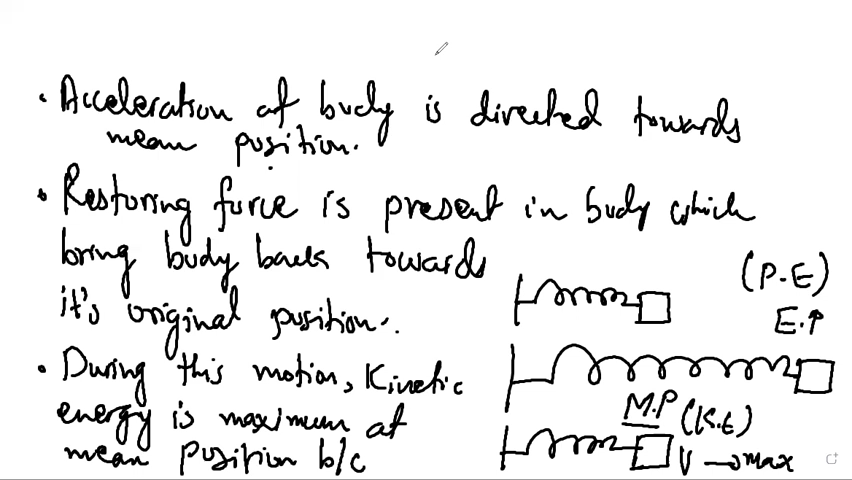 • Acceleration of body is directed towards
mean position.
• Restoring force is present in body which
bring body back towards
it's original position.
(P.E)
E.P
• During this motion, Kinetic
energy is maximum at
mean position b/c
M.P (K.E)
V → max